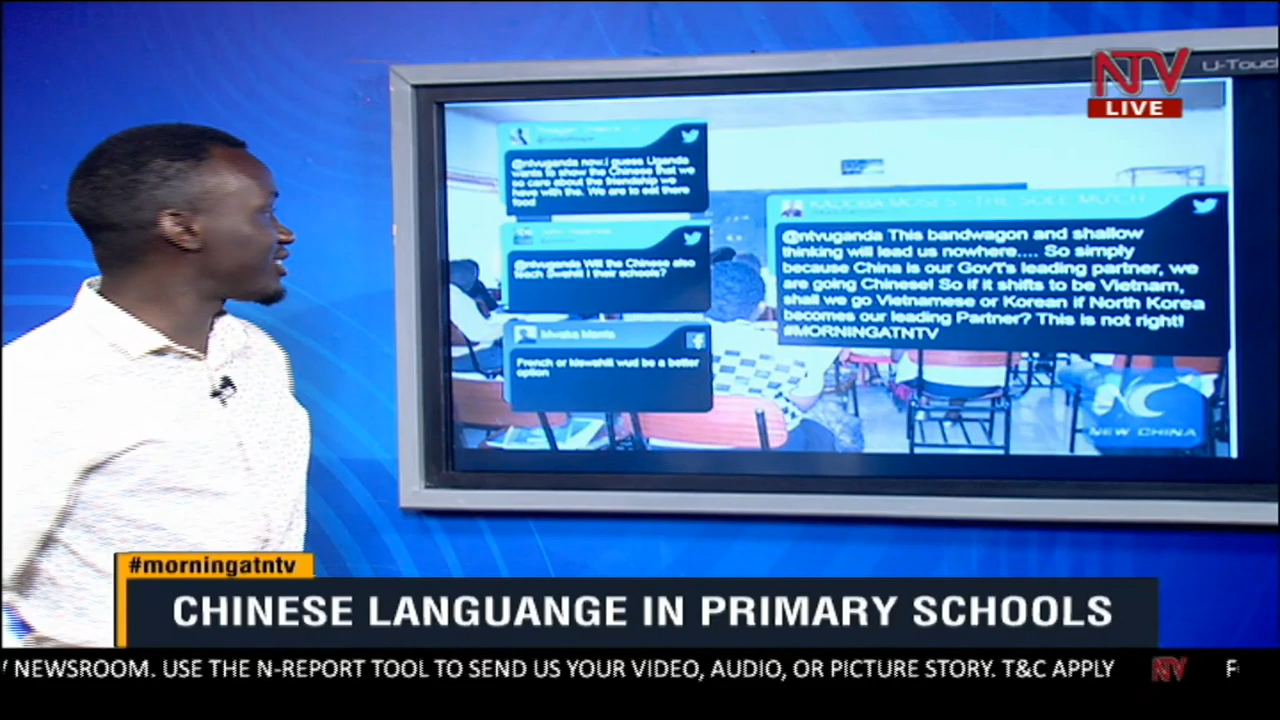 NTV
LIVE
U-Touch
@ntvuganda now.i guess Uganda
wants to show the Chinese that we
so care about the friendship we
have with the. We are to eat there
food
@ntvuganda Will the Chinese also
teach Swahili i their schools?
French or kiswahili wud be a better
option
@ntvuganda This bandwagon and shallow
thinking will lead us nowhere.... So simply
because China is our GovT's leading partner, we
are going Chinese! So if it shifts to be Vietnam,
shall we go Vietnamese or Korean if North Korea
becomes our leading Partner? This is not right!
#MORNINGATNTV
NC
NEW CHINA
#morningatntv
CHINESE LANGUANGE IN PRIMARY SCHOOLS
NEWSROOM. USE THE N-REPORT TOOL TO SEND US YOUR VIDEO, AUDIO, OR PICTURE STORY. T&C APPLY NTV